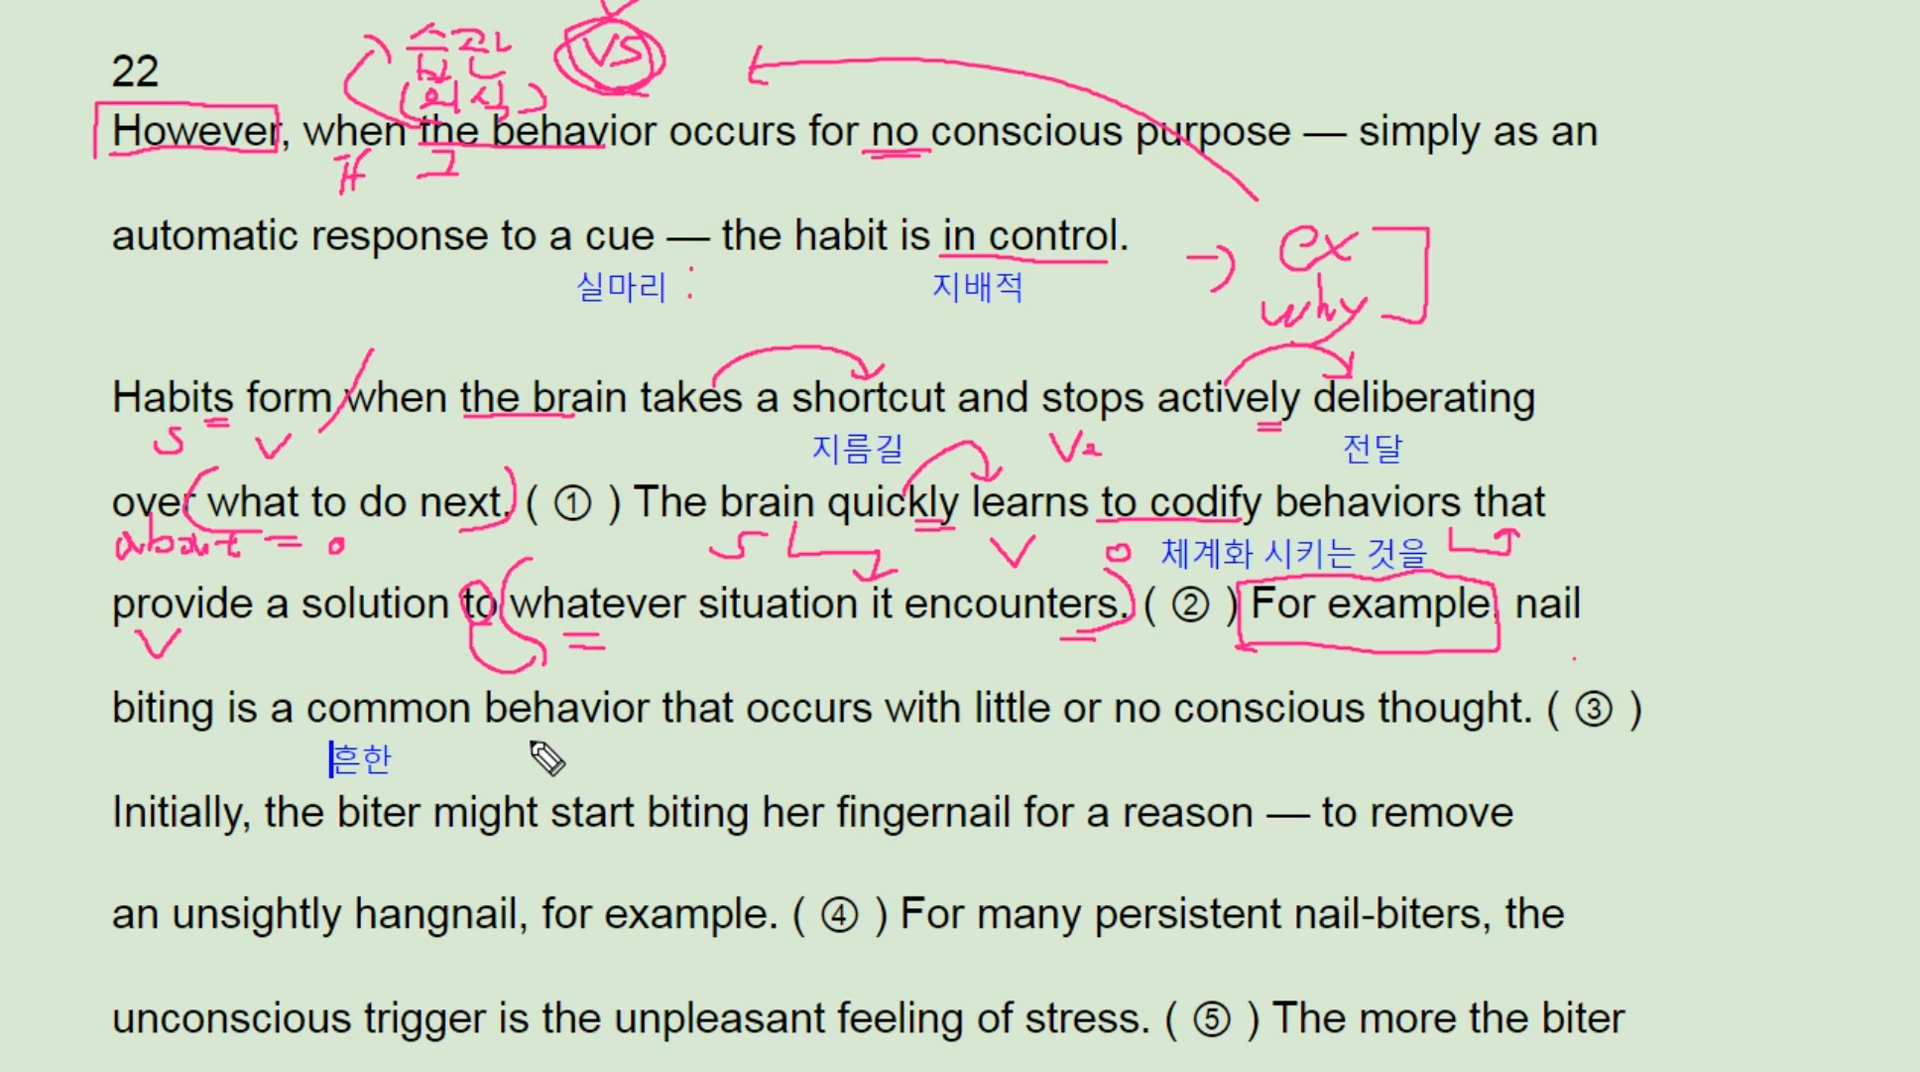 습관 VS
22
(의식)
However, when the behavior occurs for no conscious purpose — simply as an
If 그
automatic response to a cue — the habit is in control.
→ ex
실마리 : 지배적
why
Habits form when the brain takes a shortcut and stops actively deliberating
S V 지름길 V2 전달
over what to do next. ( ① ) The brain quickly learns to codify behaviors that
about = o S V o 체계화 시키는 것을
provide a solution to whatever situation it encounters. ( ② ) For example, nail
V
biting is a common behavior that occurs with little or no conscious thought. ( ③ )
흔한
Initially, the biter might start biting her fingernail for a reason — to remove
an unsightly hangnail, for example. ( ④ ) For many persistent nail-biters, the
unconscious trigger is the unpleasant feeling of stress. ( ⑤ ) The more the biter